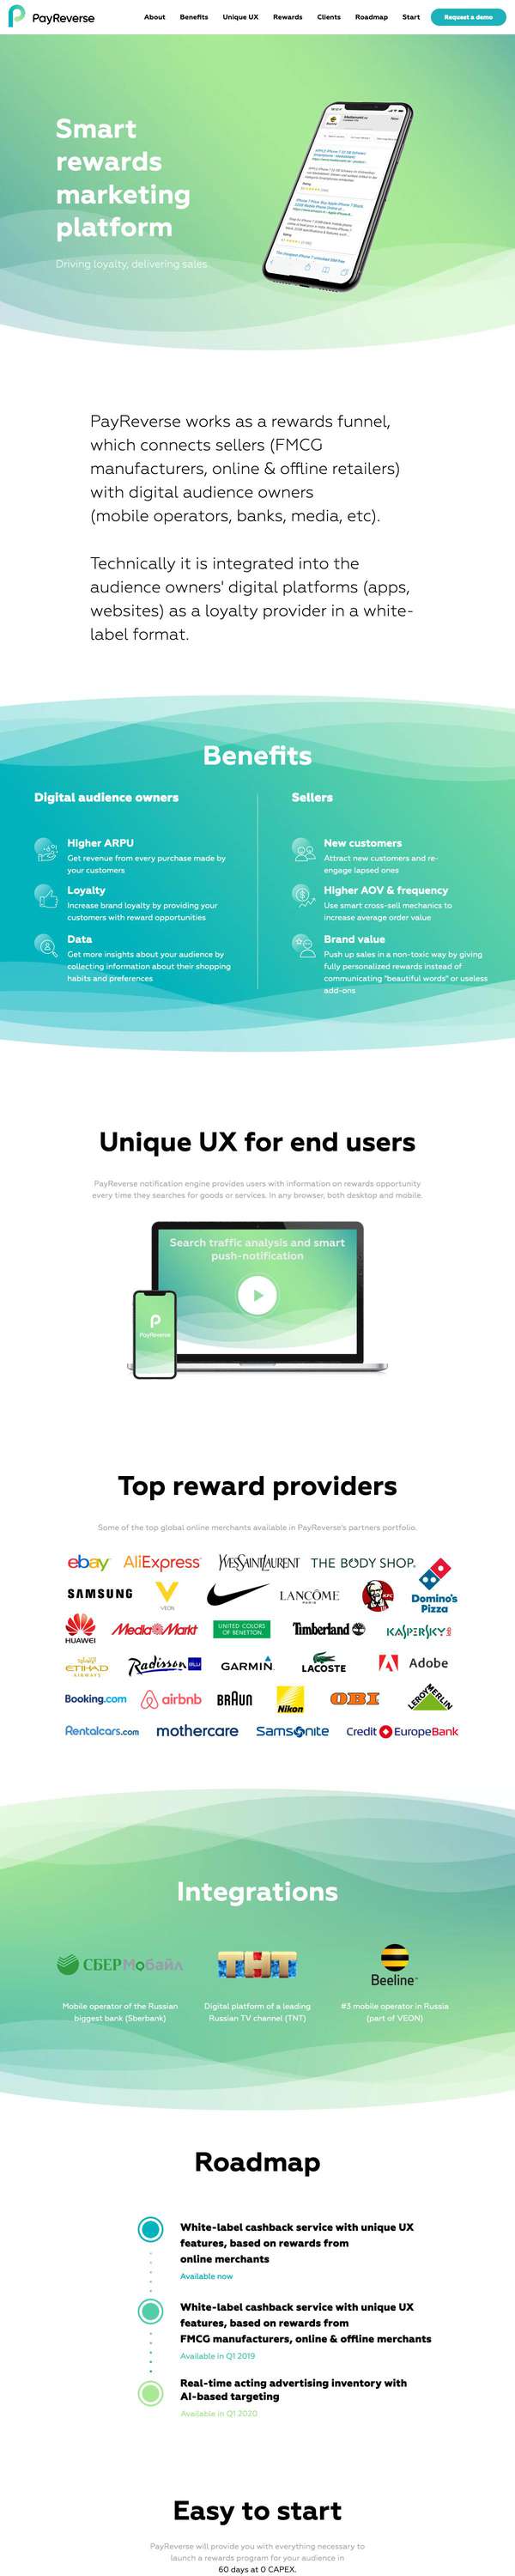 PayReverse
About Benefits Unique UX Rewards Clients Roadmap Start Request a demo
Smart
rewards
marketing
platform
Driving loyalty, delivering sales
PayReverse works as a rewards funnel,
which connects sellers (FMCG
manufacturers, online & offline retailers)
with digital audience owners
(mobile operators, banks, media, etc).
Technically it is integrated into the
audience owners' digital platforms (apps,
websites) as a loyalty provider in a white-
label format.
Benefits
Digital audience owners
Higher ARPU
Get revenue from every purchase made by
your customers
Loyalty
Increase brand loyalty by providing your
customers with reward opportunities
Data
Get more insights about your audience by
collecting information about their shopping
habits and preferences
Sellers
New customers
Attract new customers and re-
engage lapsed ones
Higher AOV & frequency
Use smart cross-sell mechanics to
increase average order value
Brand value
Push up sales in a non-toxic way by giving
fully personalized rewards instead of
communicating "beautiful words" or useless
add-ons
Unique UX for end users
PayReverse notification engine provides users with information on rewards opportunity
every time they searches for goods or services. In any browser, both desktop and mobile.
Search traffic analysis and smart
push-notification
PayReverse
Top reward providers
Some of the top global online merchants available in PayReverse's partners portfolio.
ebay AliExpress YVESSAINTLAURENT THE BODY SHOP.
SAMSUNG VEON LANCÔME PARIS KFC Domino's
Pizza
HUAWEI MediaMarkt UNITED COLORS
OF BENETTON. Timberland KASPERSKY
ETIHAD
AIRWAYS Radisson BLU GARMIN LACOSTE Adobe
Booking.com airbnb BRAUN Nikon OBI LEROY MERLIN
Rentalcars.com mothercare Samsonite Credit EuropeBank
Integrations
СБЕР Мобайл
ТНТ
Beeline
Mobile operator of the Russian
biggest bank (Sberbank)
Digital platform of a leading
Russian TV channel (TNT)
#3 mobile operator in Russia
(part of VEON)
Roadmap
White-label cashback service with unique UX
features, based on rewards from
online merchants
Available now
White-label cashback service with unique UX
features, based on rewards from
FMCG manufacturers, online & offline merchants
Available in Q1 2019
Real-time acting advertising inventory with
AI-based targeting
Available in Q1 2020
Easy to start
PayReverse will provide you with everything necessary to
launch a rewards program for your audience in
60 days at 0 CAPEX.